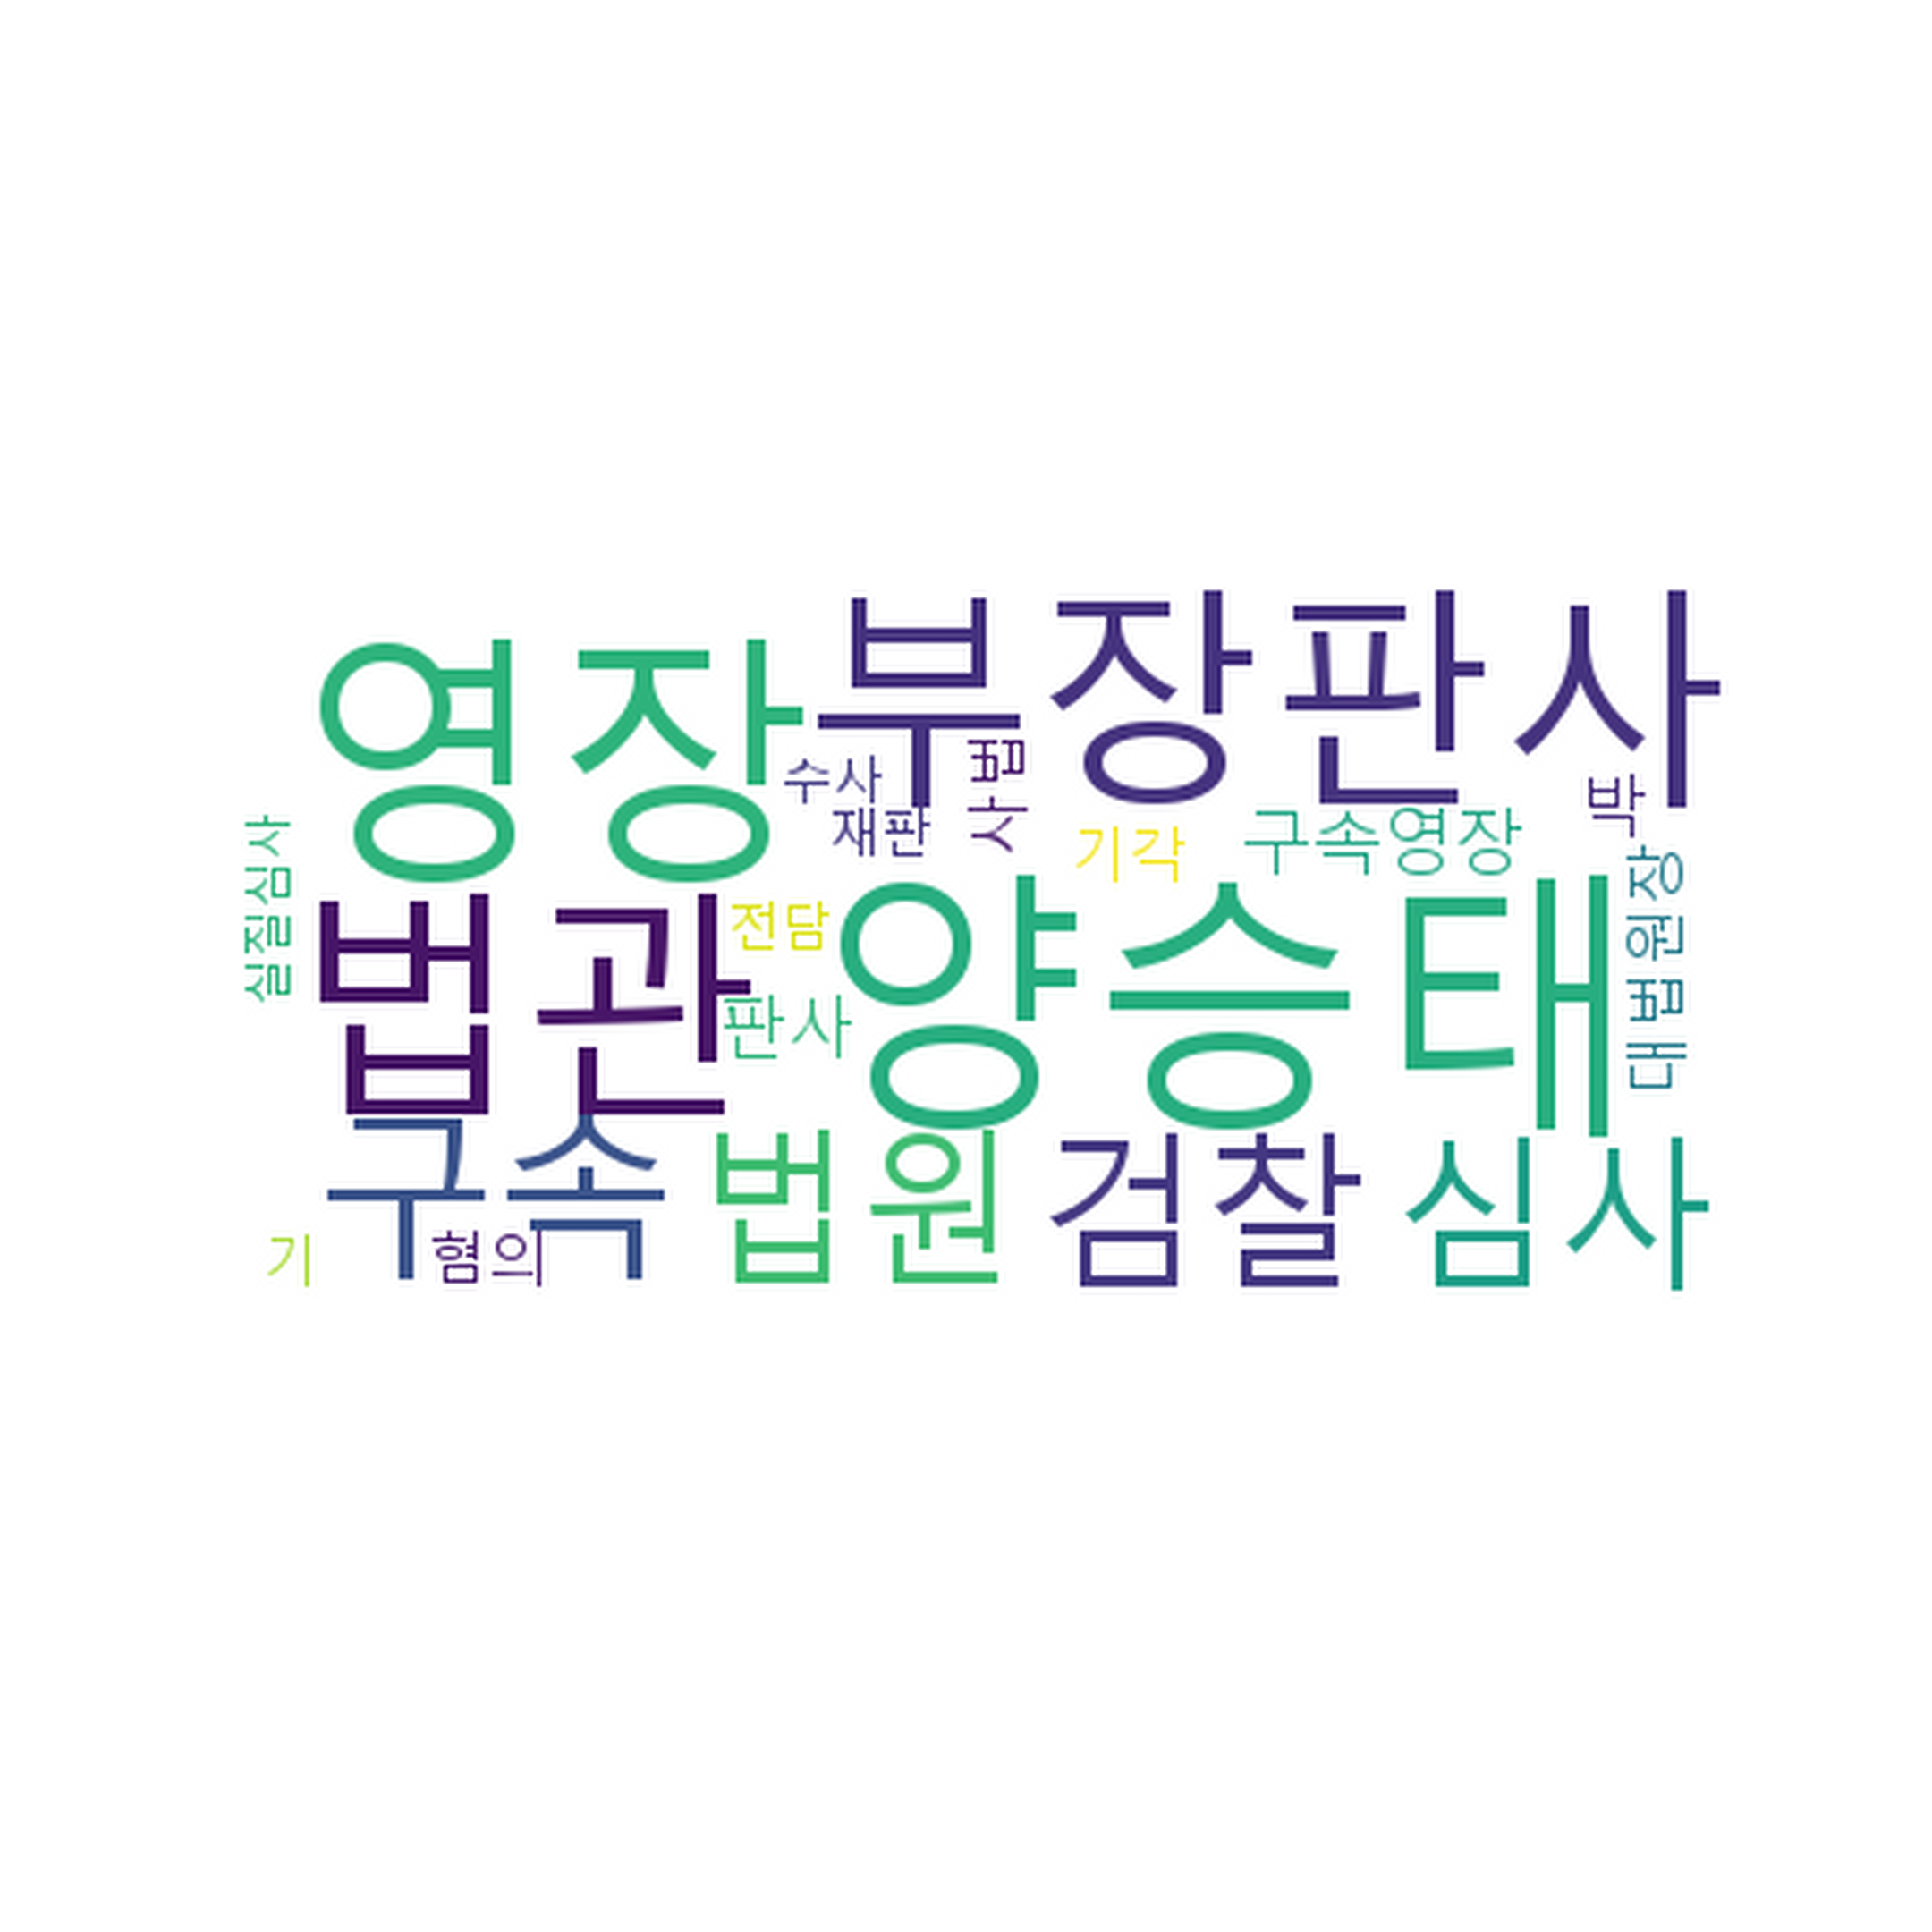 부장판사
영장
수사
사법
박
재판
기각
구속영장
실질심사
대법원장
법관
전담
양승태
판사
구속
법원
검찰
심사
기
혐의